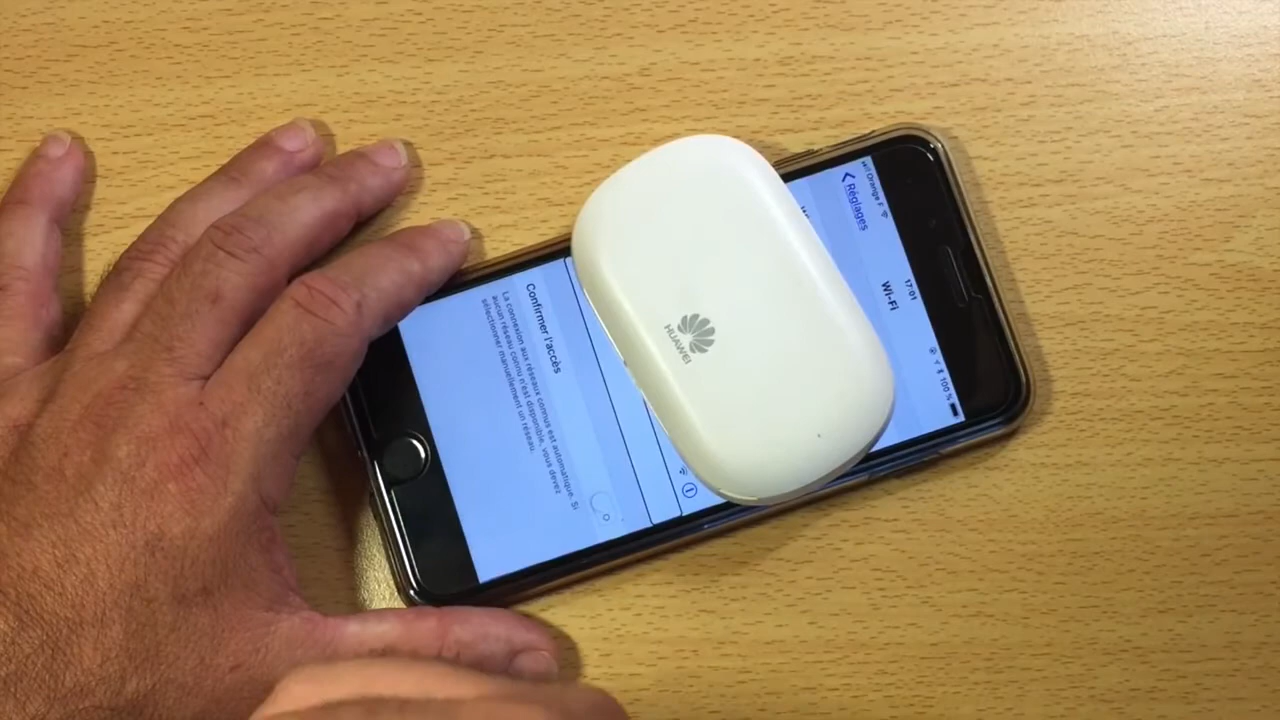 Orange F
17:01
100 %
Réglages
Wi-Fi
HUAWEI
Confirmer l'accès
La connexion aux réseaux connus est automatique. Si
aucun réseau connu n'est disponible, vous devez
sélectionner manuellement un réseau.